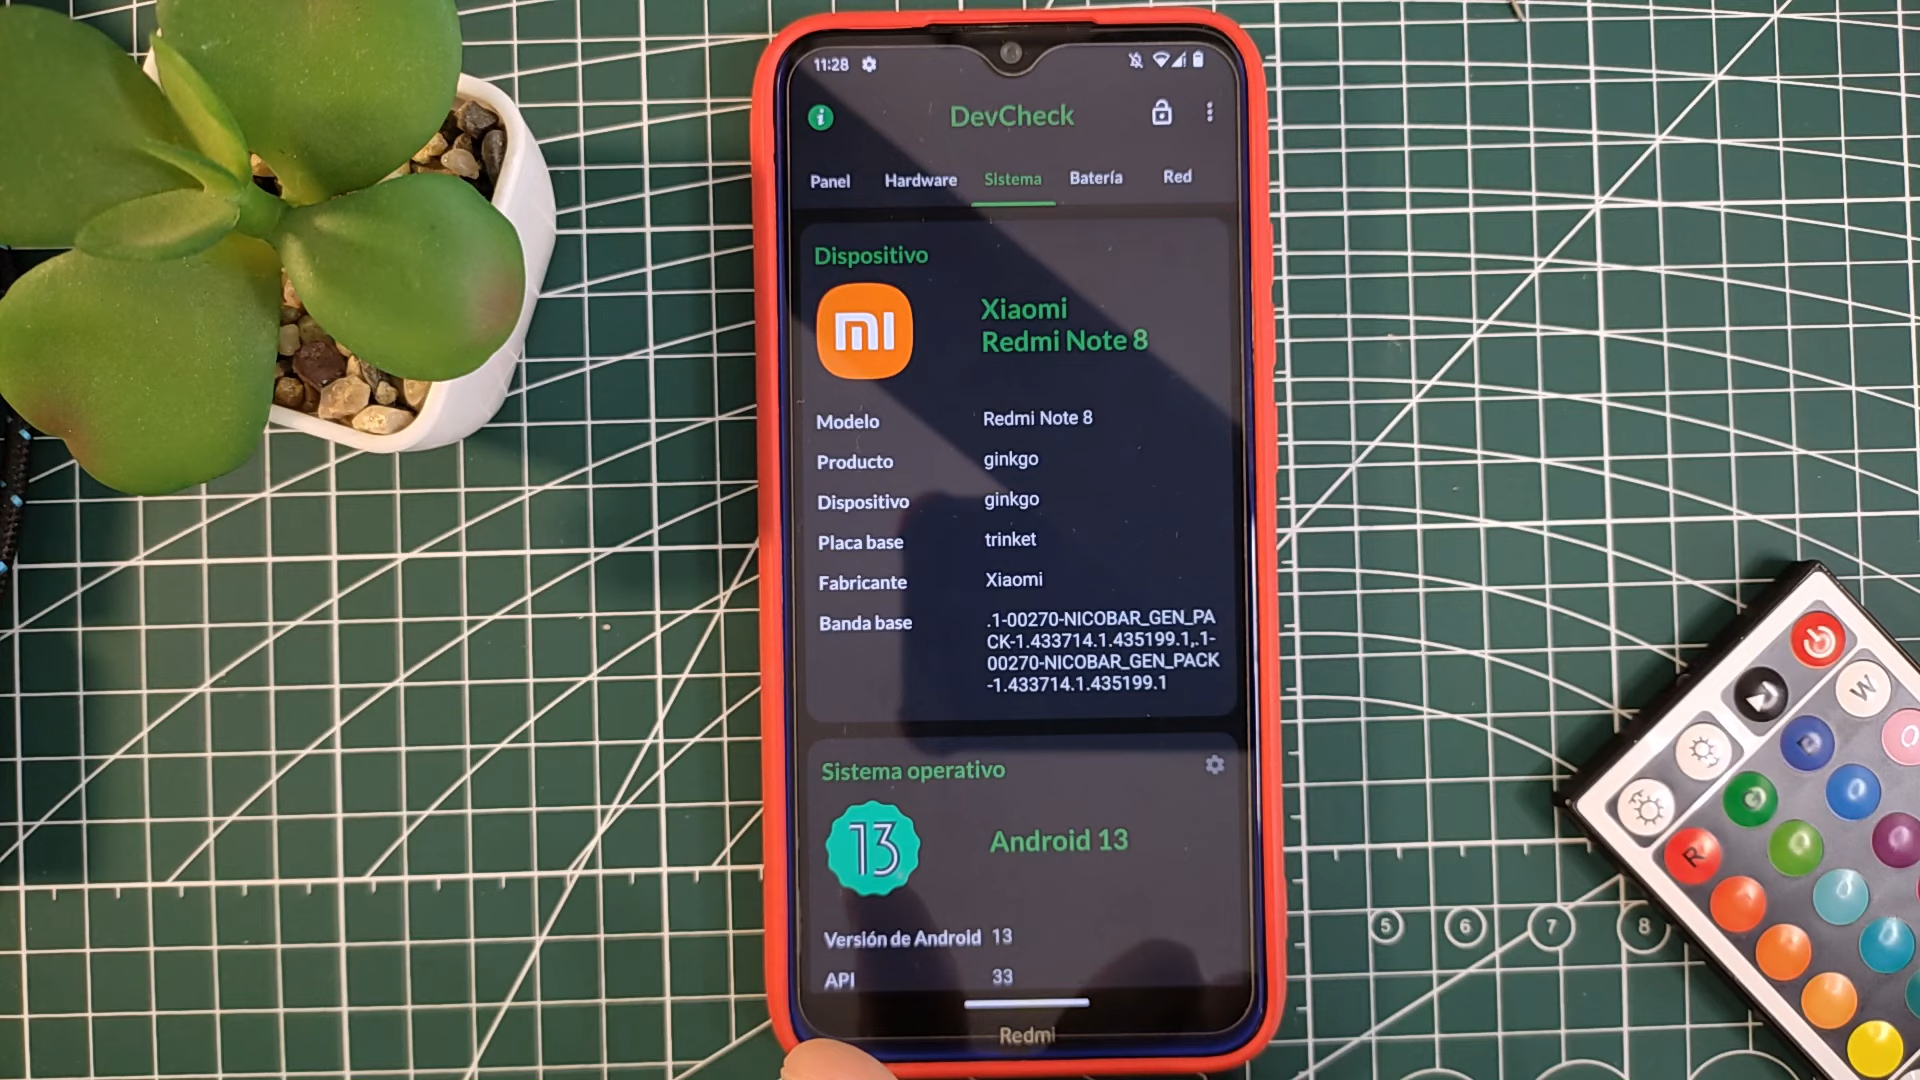 11:28
DevCheck
Panel Hardware Sistema Batería Red
Dispositivo
mi
Xiaomi
Redmi Note 8
Modelo Redmi Note 8
Producto ginkgo
Dispositivo ginkgo
Placa base trinket
Fabricante Xiaomi
Banda base .1-00270-NICOBAR_GEN_PA
CK-1.433714.1.435199.1,.1-
00270-NICOBAR_GEN_PACK
-1.433714.1.435199.1
Sistema operativo
13
Android 13
Versión de Android 13
API 33
Redmi
5 6 7 8
W
R